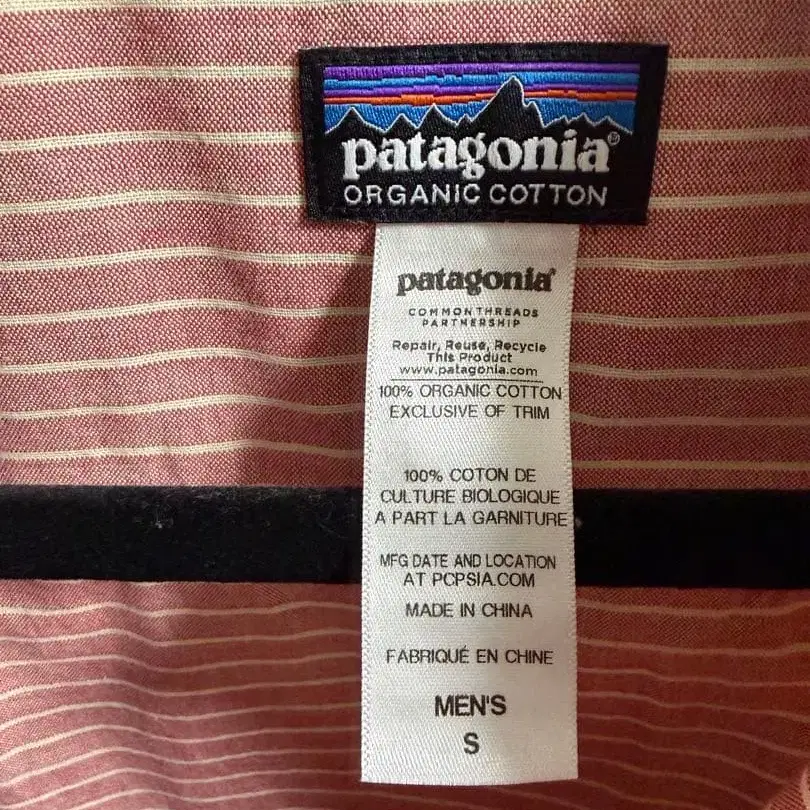 patagonia®
ORGANIC COTTON
patagonia®
COMMON THREADS
PARTNERSHIP
Repair, Reuse, Recycle
This Product
www.patagonia.com
100% ORGANIC COTTON
EXCLUSIVE OF TRIM
100% COTON DE
CULTURE BIOLOGIQUE
A PART LA GARNITURE
MFG DATE AND LOCATION
AT PCPSIA.COM
MADE IN CHINA
FABRIQUÉ EN CHINE
MEN'S
S